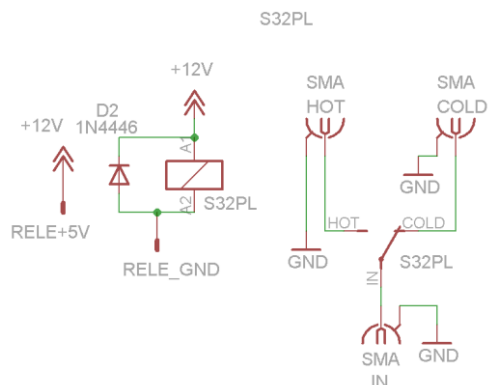 S32PL
+12V
SMA
HOT
SMA
COLD
D2
1N4446
+12V
A1
GND
A2
S32PL
HOT
COLD
RELE+5V
GND
S32PL
RELE_GND
IN
SMA
IN
GND